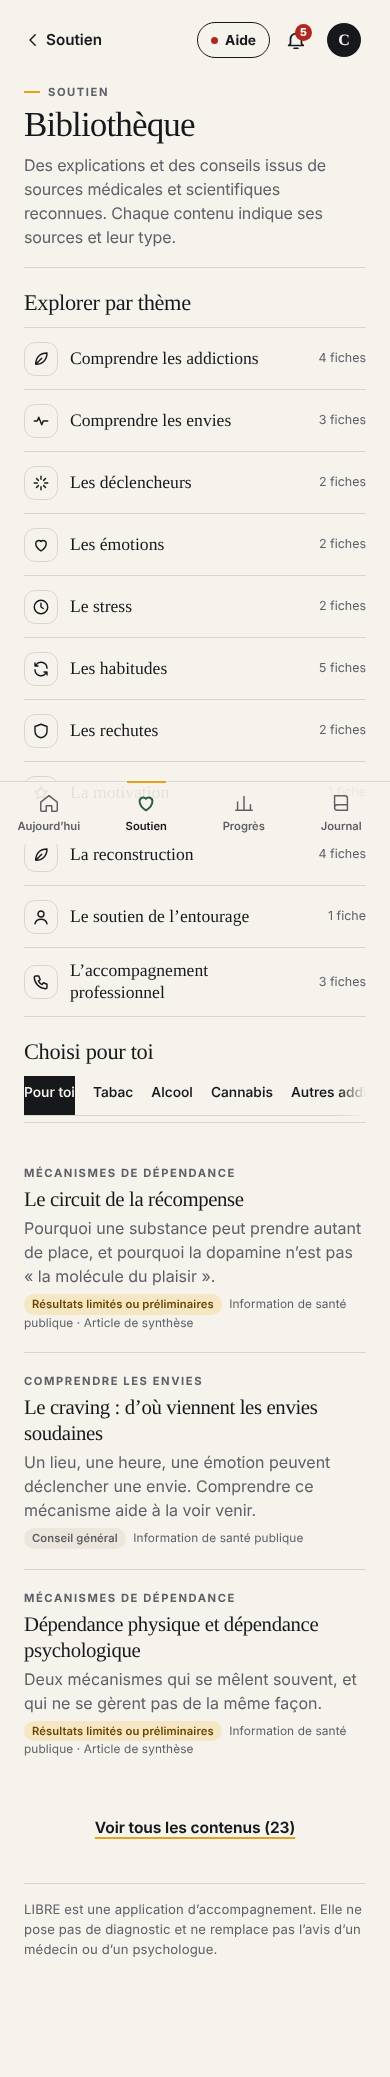 Soutien
Aide
5
C
SOUTIEN
Bibliothèque
Des explications et des conseils issus de
sources médicales et scientifiques
reconnues. Chaque contenu indique ses
sources et leur type.
Explorer par thème
Comprendre les addictions
4 fiches
Comprendre les envies
3 fiches
Les déclencheurs
2 fiches
Les émotions
2 fiches
Le stress
2 fiches
Les habitudes
5 fiches
Les rechutes
2 fiches
La motivation
1 fiche
Aujourd’hui
Soutien
Progrès
Journal
La reconstruction
4 fiches
Le soutien de l’entourage
1 fiche
L’accompagnement
professionnel
3 fiches
Choisi pour toi
Pour toi
Tabac
Alcool
Cannabis
Autres add
MÉCANISMES DE DÉPENDANCE
Le circuit de la récompense
Pourquoi une substance peut prendre autant
de place, et pourquoi la dopamine n’est pas
« la molécule du plaisir ».
Résultats limités ou préliminaires Information de santé
publique · Article de synthèse
COMPRENDRE LES ENVIES
Le craving : d’où viennent les envies
soudaines
Un lieu, une heure, une émotion peuvent
déclencher une envie. Comprendre ce
mécanisme aide à la voir venir.
Conseil général Information de santé publique
MÉCANISMES DE DÉPENDANCE
Dépendance physique et dépendance
psychologique
Deux mécanismes qui se mêlent souvent, et
qui ne se gèrent pas de la même façon.
Résultats limités ou préliminaires Information de santé
publique · Article de synthèse
Voir tous les contenus (23)
LIBRE est une application d’accompagnement. Elle ne
pose pas de diagnostic et ne remplace pas l’avis d’un
médecin ou d’un psychologue.